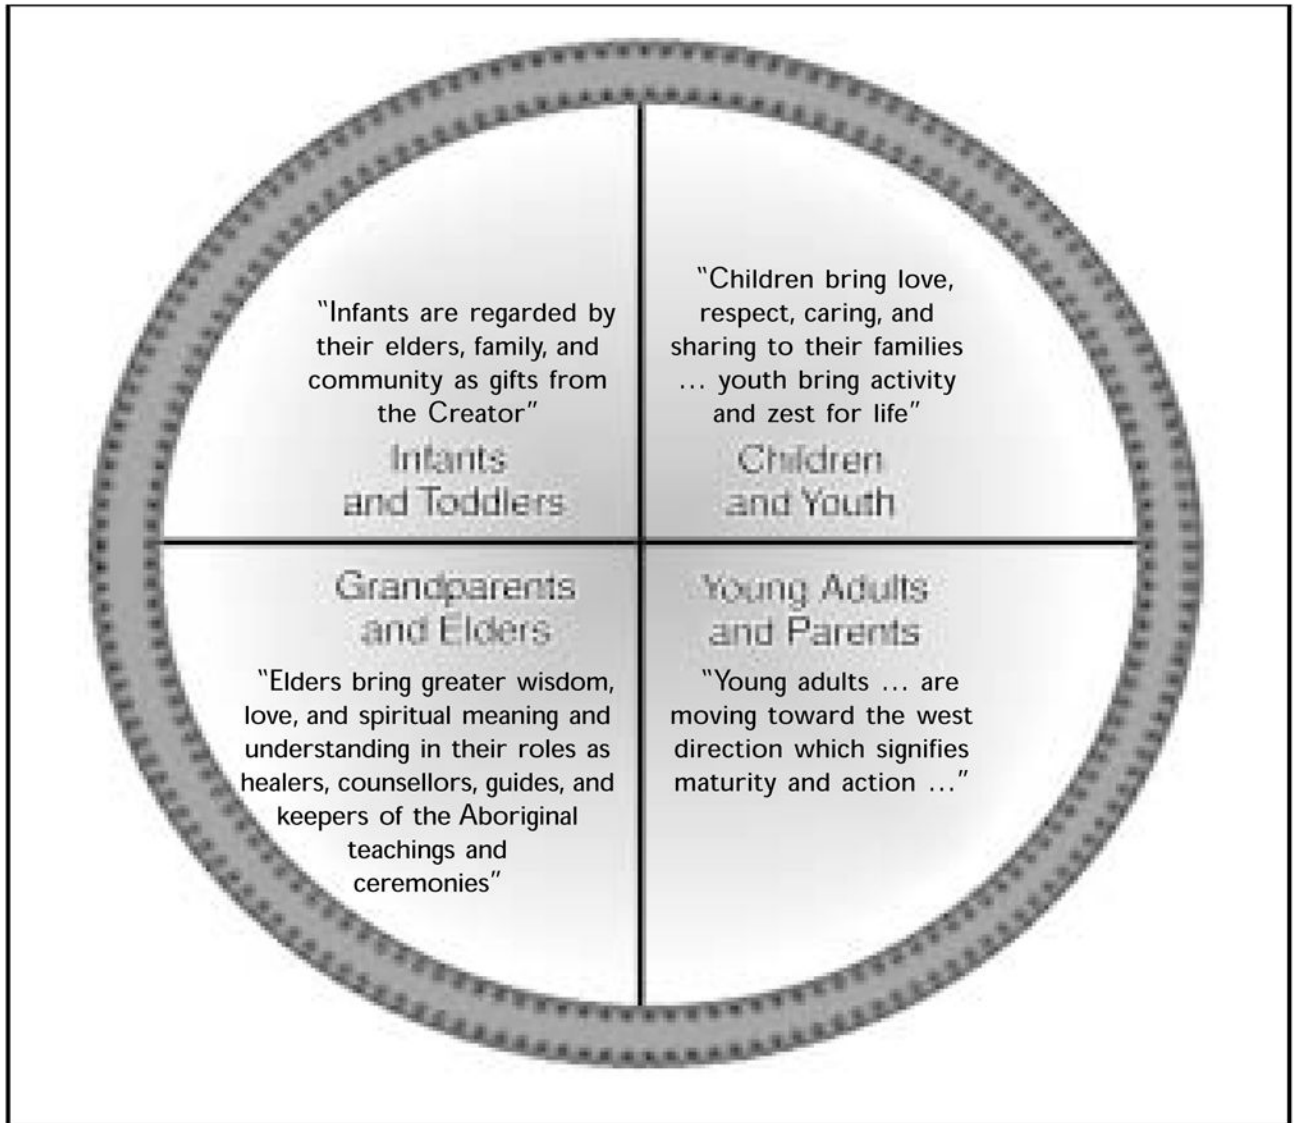 “Infants are regarded by
their elders, family, and
community as gifts from
the Creator”
Infants
and Toddlers
“Children bring love,
respect, caring, and
sharing to their families
… youth bring activity
and zest for life”
Children
and Youth
Grandparents
and Elders
“Elders bring greater wisdom,
love, and spiritual meaning and
understanding in their roles as
healers, counsellors, guides, and
keepers of the Aboriginal
teachings and
ceremonies”
Young Adults
and Parents
“Young adults … are
moving toward the west
direction which signifies
maturity and action …”